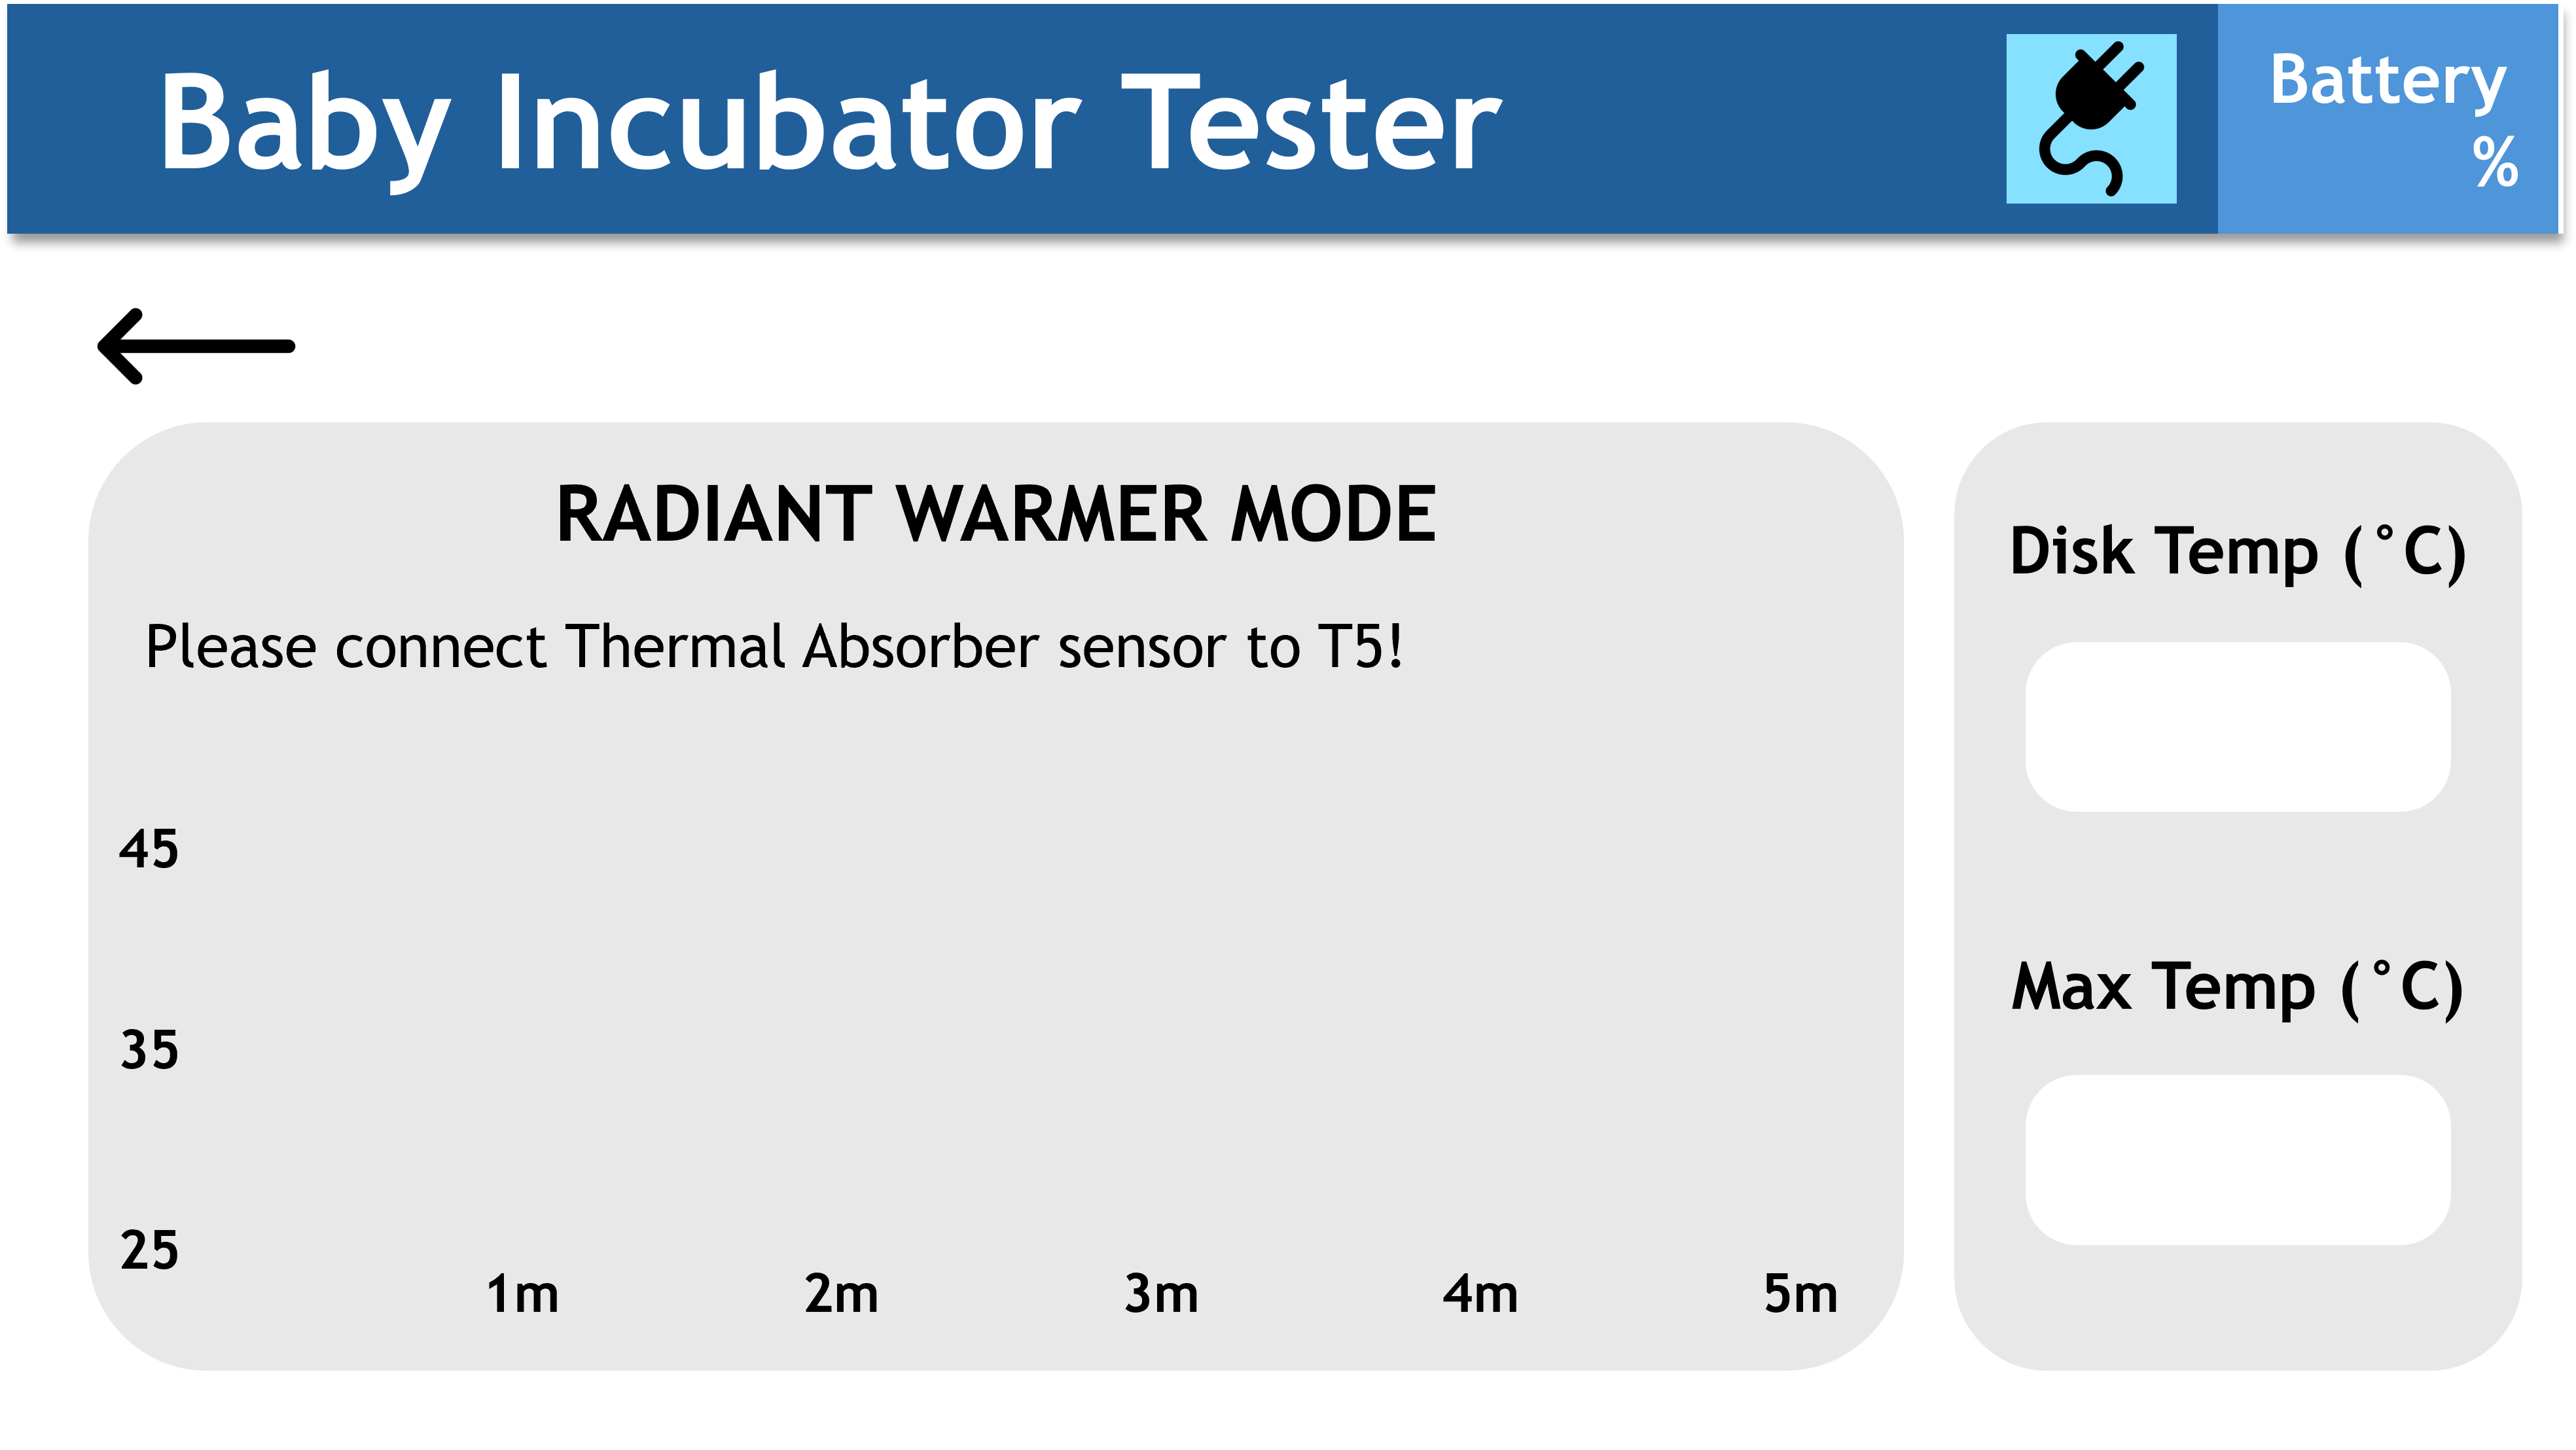 Baby Incubator Tester
Battery
%
RADIANT WARMER MODE
Please connect Thermal Absorber sensor to T5!
45
35
25
1m 2m 3m 4m 5m
Disk Temp (°C)
Max Temp (°C)